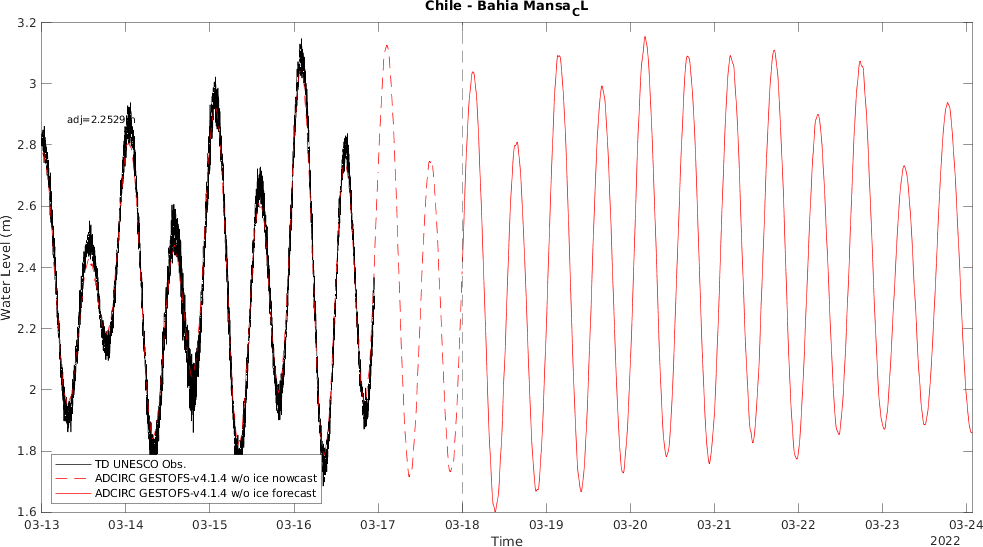 Chile - Bahia Mansa_CL
3.2
3
2.8
2.6
2.4
2.2
2
1.8
1.6
Water Level (m)
adj=2.2529m
TD UNESCO Obs.
ADCIRC GESTOFS-v4.1.4 w/o ice nowcast
ADCIRC GESTOFS-v4.1.4 w/o ice forecast
03-13 03-14 03-15 03-16 03-17 03-18 03-19 03-20 03-21 03-22 03-23 03-24
Time
2022